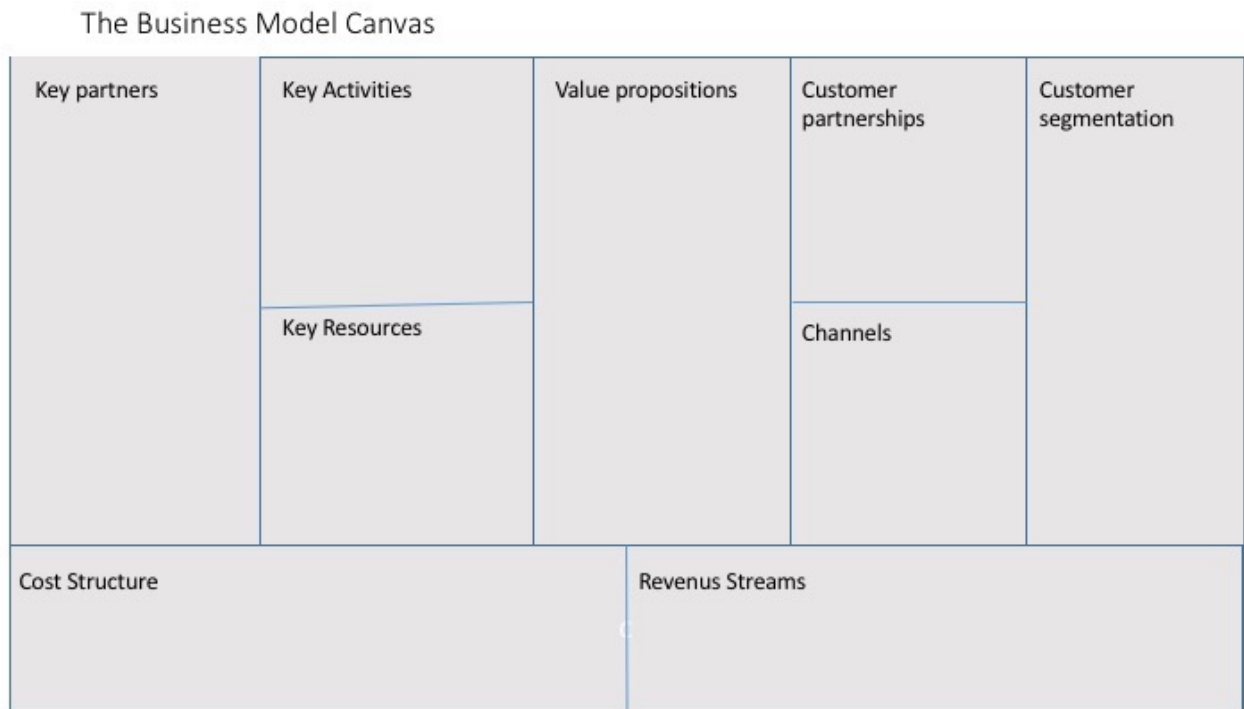 The Business Model Canvas
Key partners
Key Activities
Value propositions
Customer
partnerships
Customer
segmentation
Key Resources
Channels
Cost Structure
Revenus Streams
C